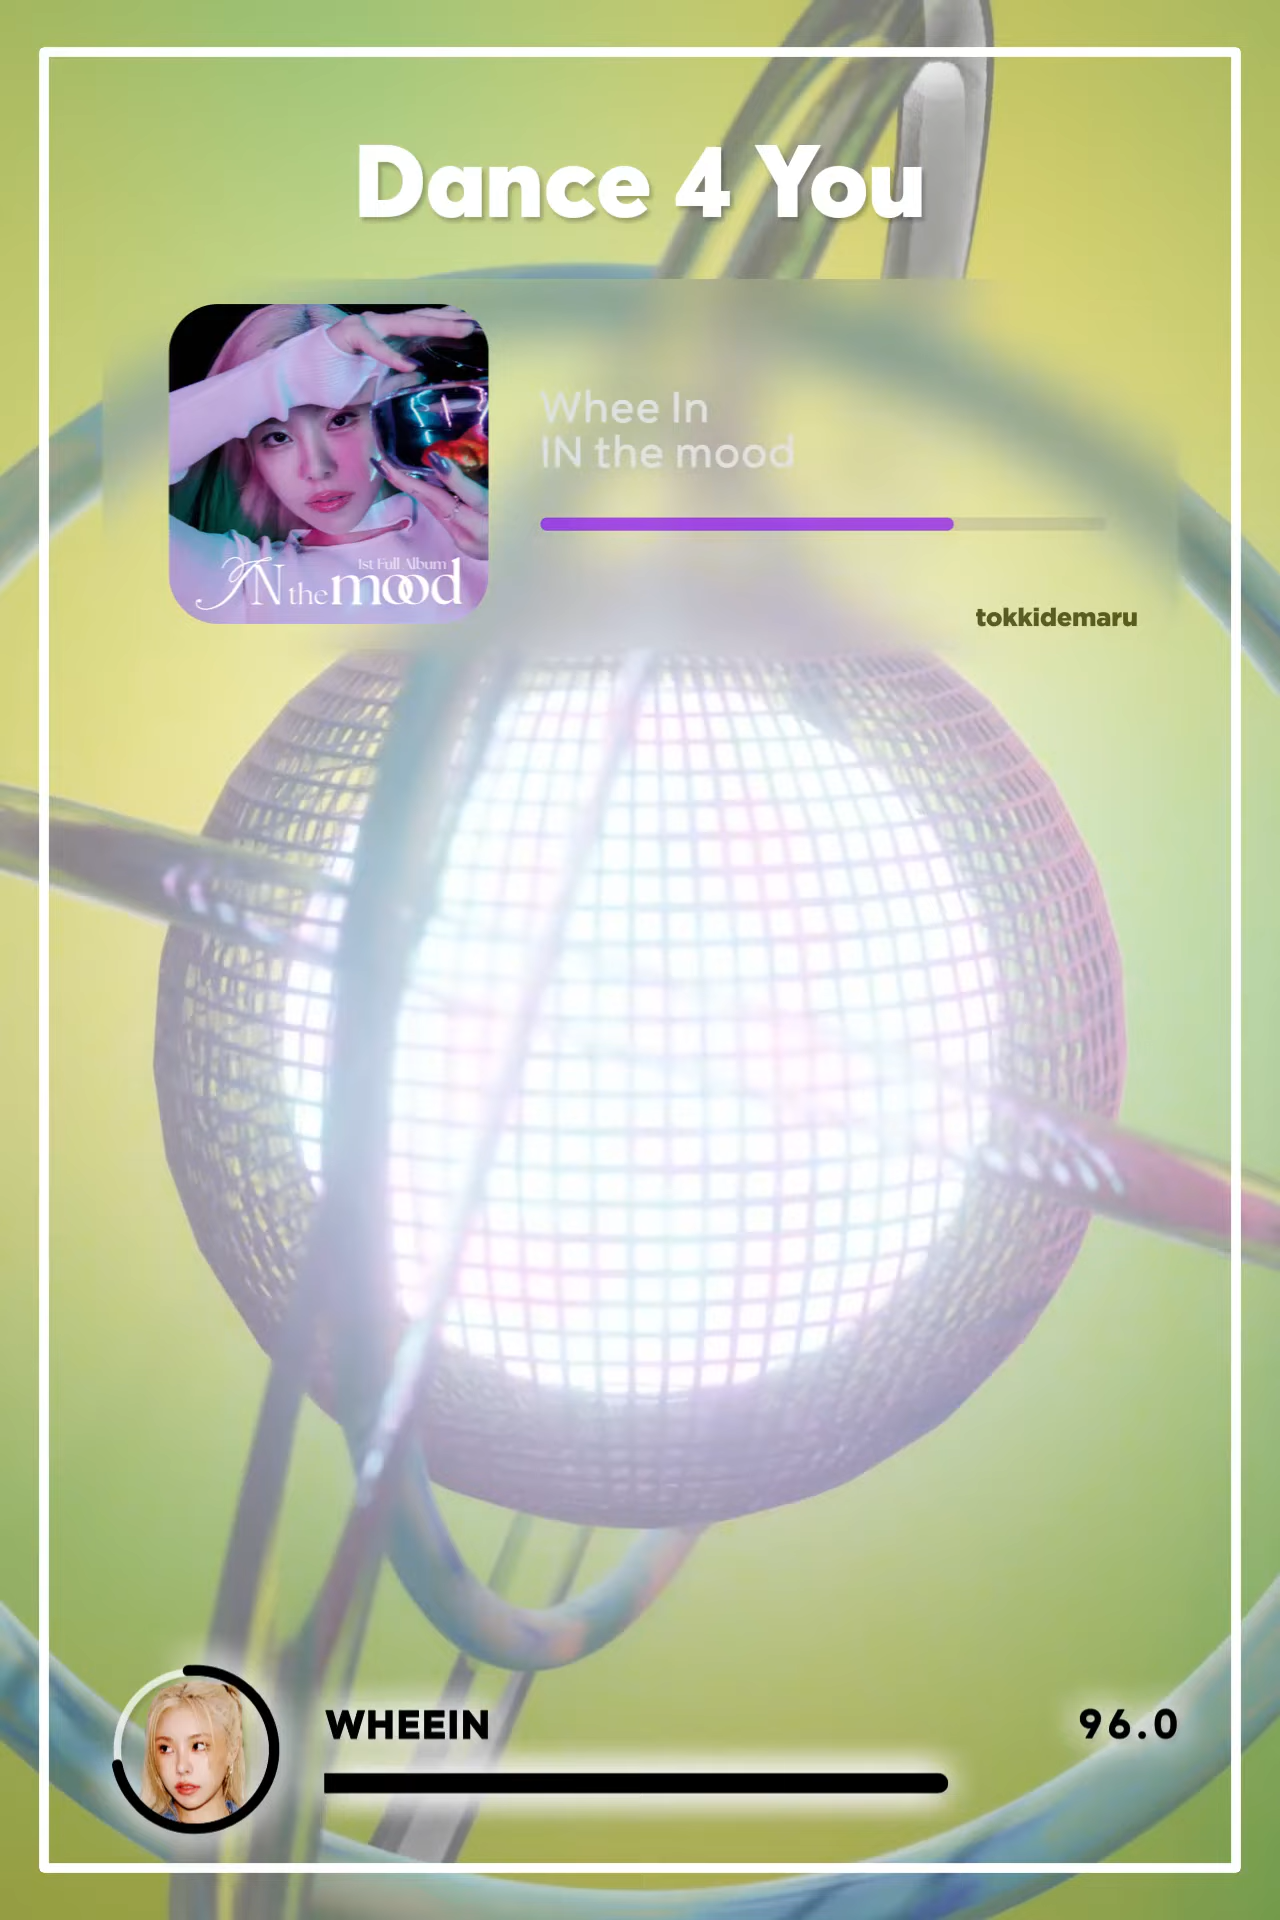 Dance 4 You
Whee In
IN the mood
1st Full Album
IN the mood
tokkidemaru
WHEEIN
96.0